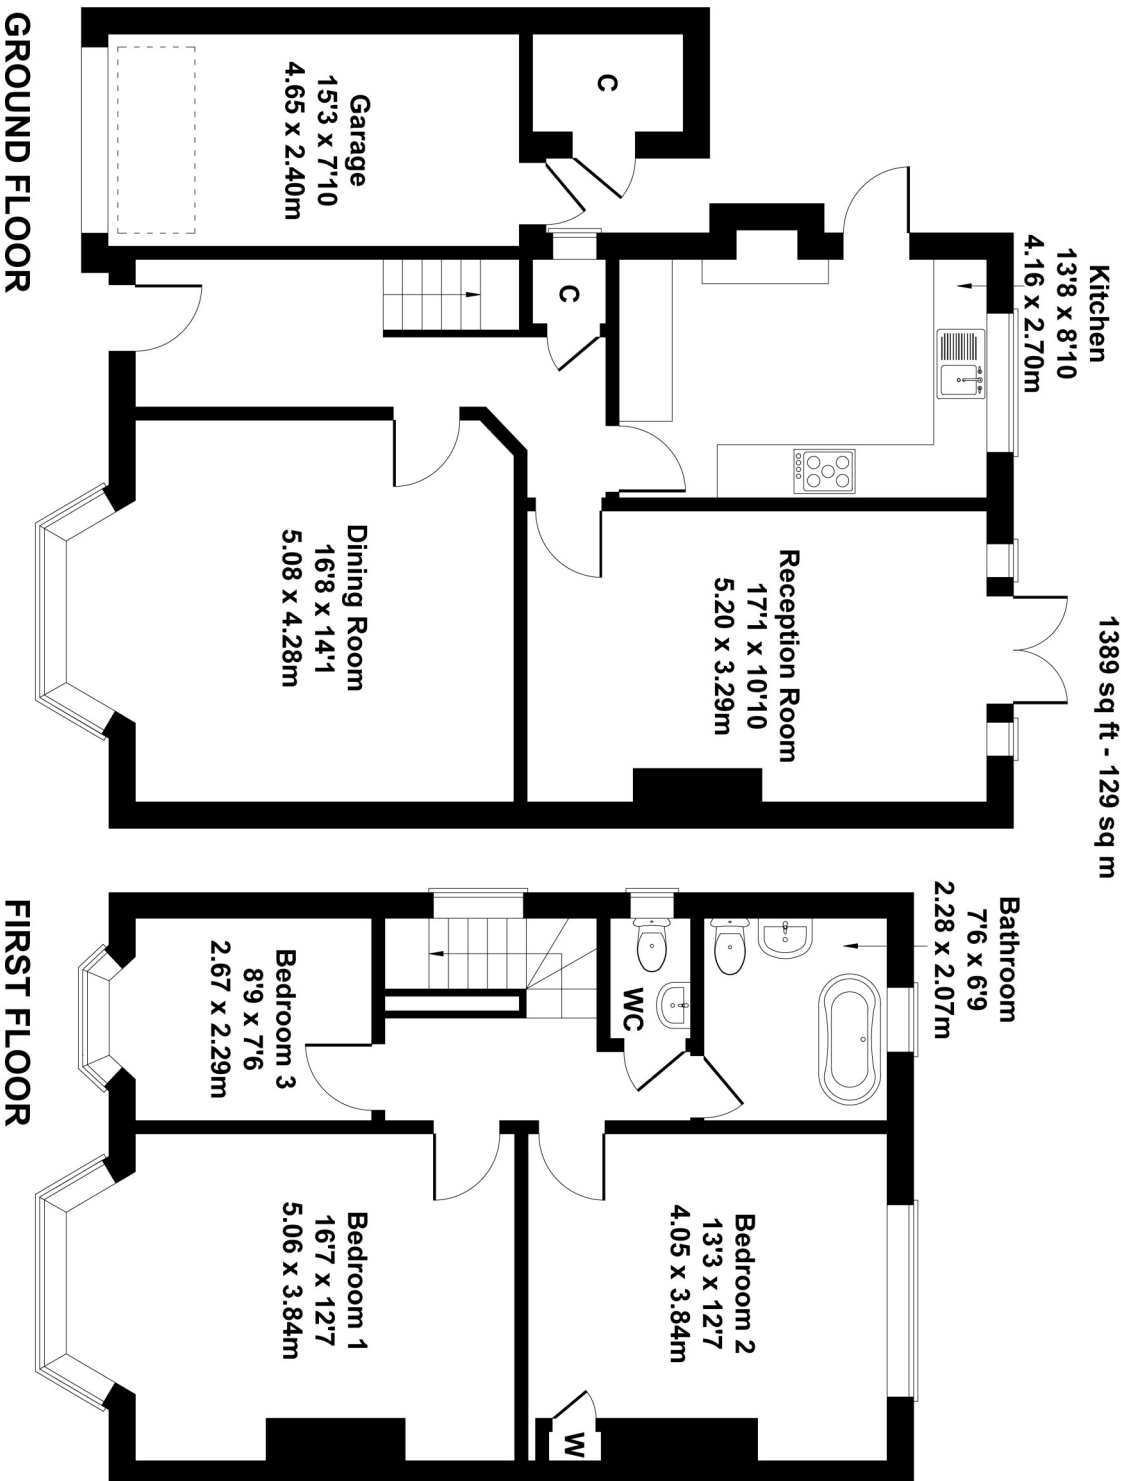 1389 sq ft - 129 sq m
Kitchen
13'8 x 8'10
4.16 x 2.70m
C
C
Garage
15'3 x 7'10
4.65 x 2.40m
Reception Room
17'1 x 10'10
5.20 x 3.29m
Dining Room
16'8 x 14'1
5.08 x 4.28m
GROUND FLOOR
Bathroom
7'6 x 6'9
2.28 x 2.07m
WC
Bedroom 2
13'3 x 12'7
4.05 x 3.84m
W
Bedroom 3
8'9 x 7'6
2.67 x 2.29m
Bedroom 1
16'7 x 12'7
5.06 x 3.84m
FIRST FLOOR